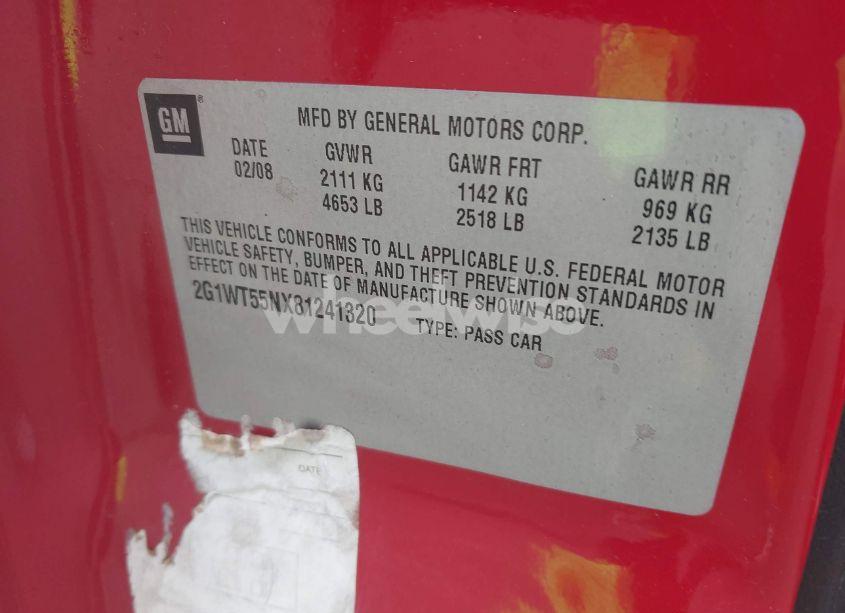 GM
MFD BY GENERAL MOTORS CORP.
DATE GVWR GAWR FRT GAWR RR
02/08 2111 KG 1142 KG 969 KG
4653 LB 2518 LB 2135 LB
THIS VEHICLE CONFORMS TO ALL APPLICABLE U.S. FEDERAL MOTOR
VEHICLE SAFETY, BUMPER, AND THEFT PREVENTION STANDARDS IN
EFFECT ON THE DATE OF MANUFACTURE SHOWN ABOVE.
2G1WT55NX81241320 TYPE: PASS CAR
wheelwise
DATE